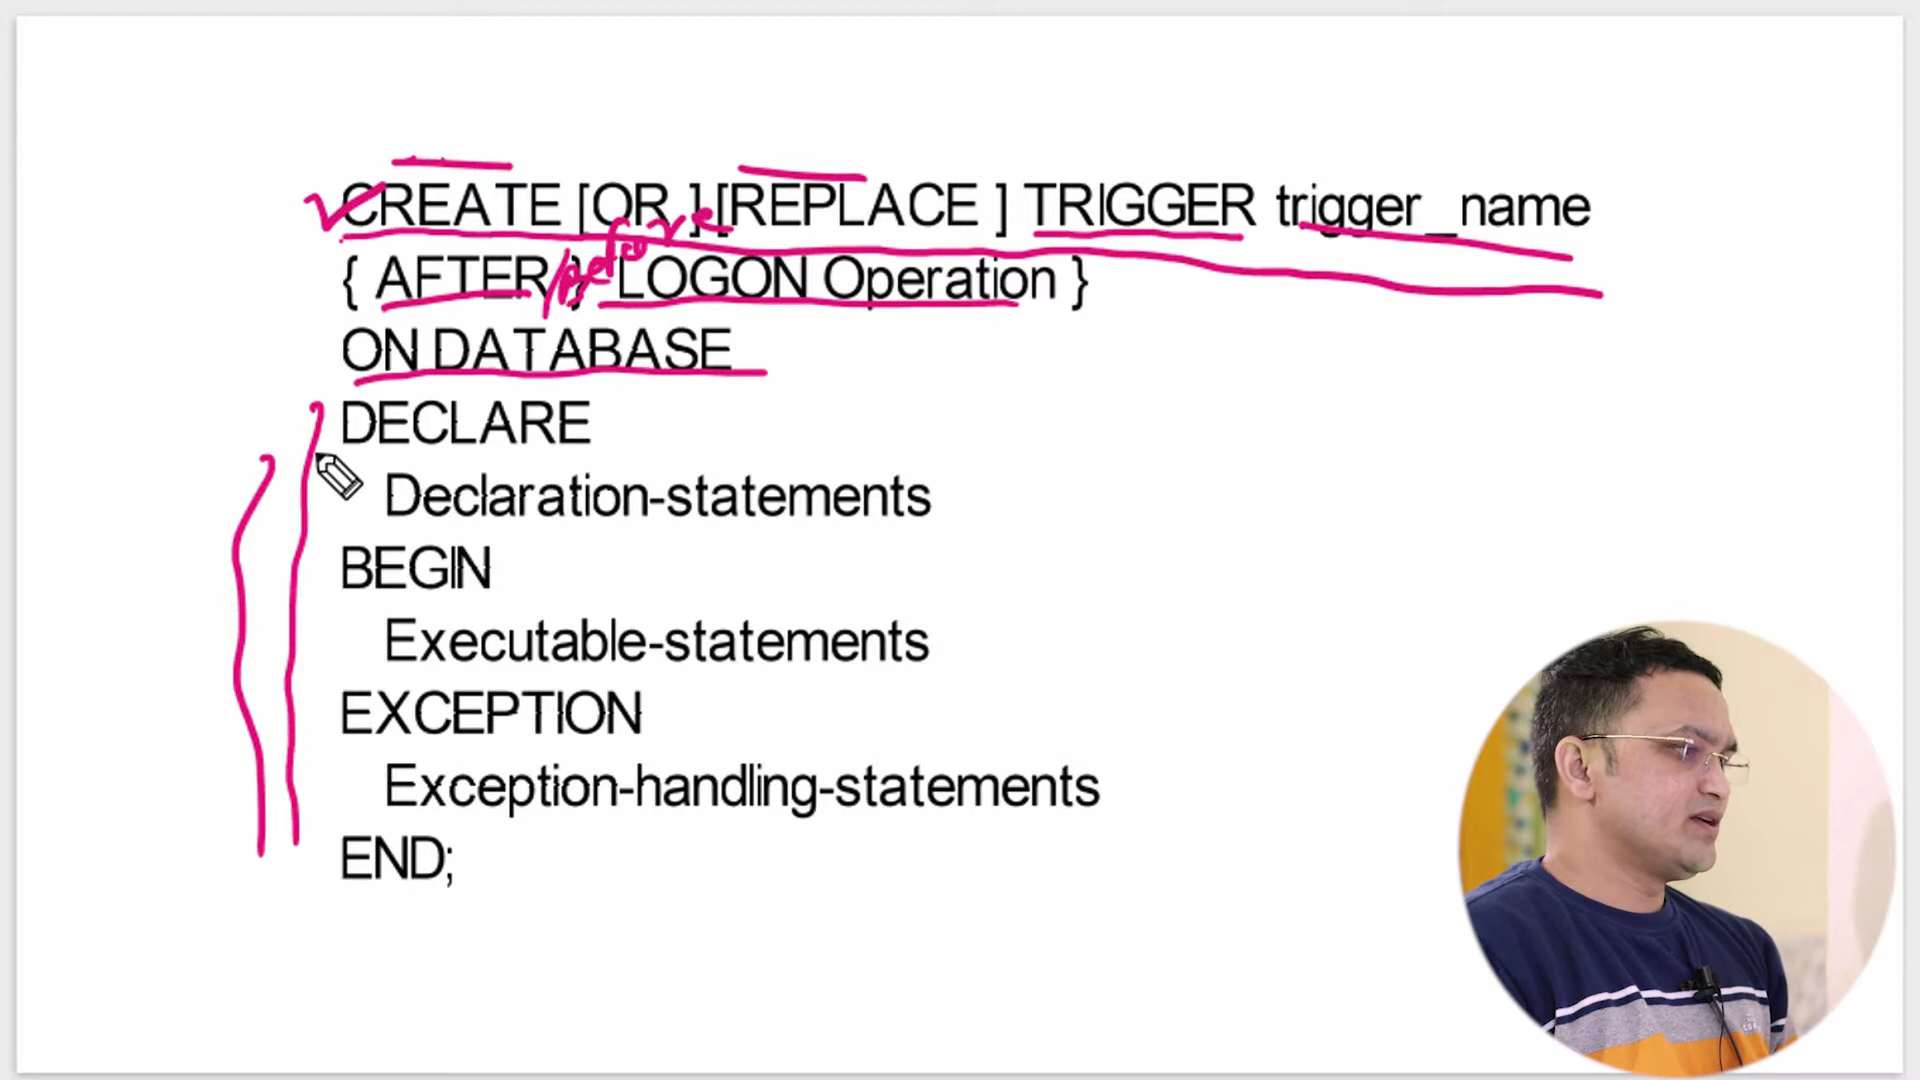 CREATE [OR ] [REPLACE ] TRIGGER trigger_name
/Before
{ AFTER } LOGON Operation }
ON DATABASE
DECLARE
Declaration-statements
BEGIN
Executable-statements
EXCEPTION
Exception-handling-statements
END;